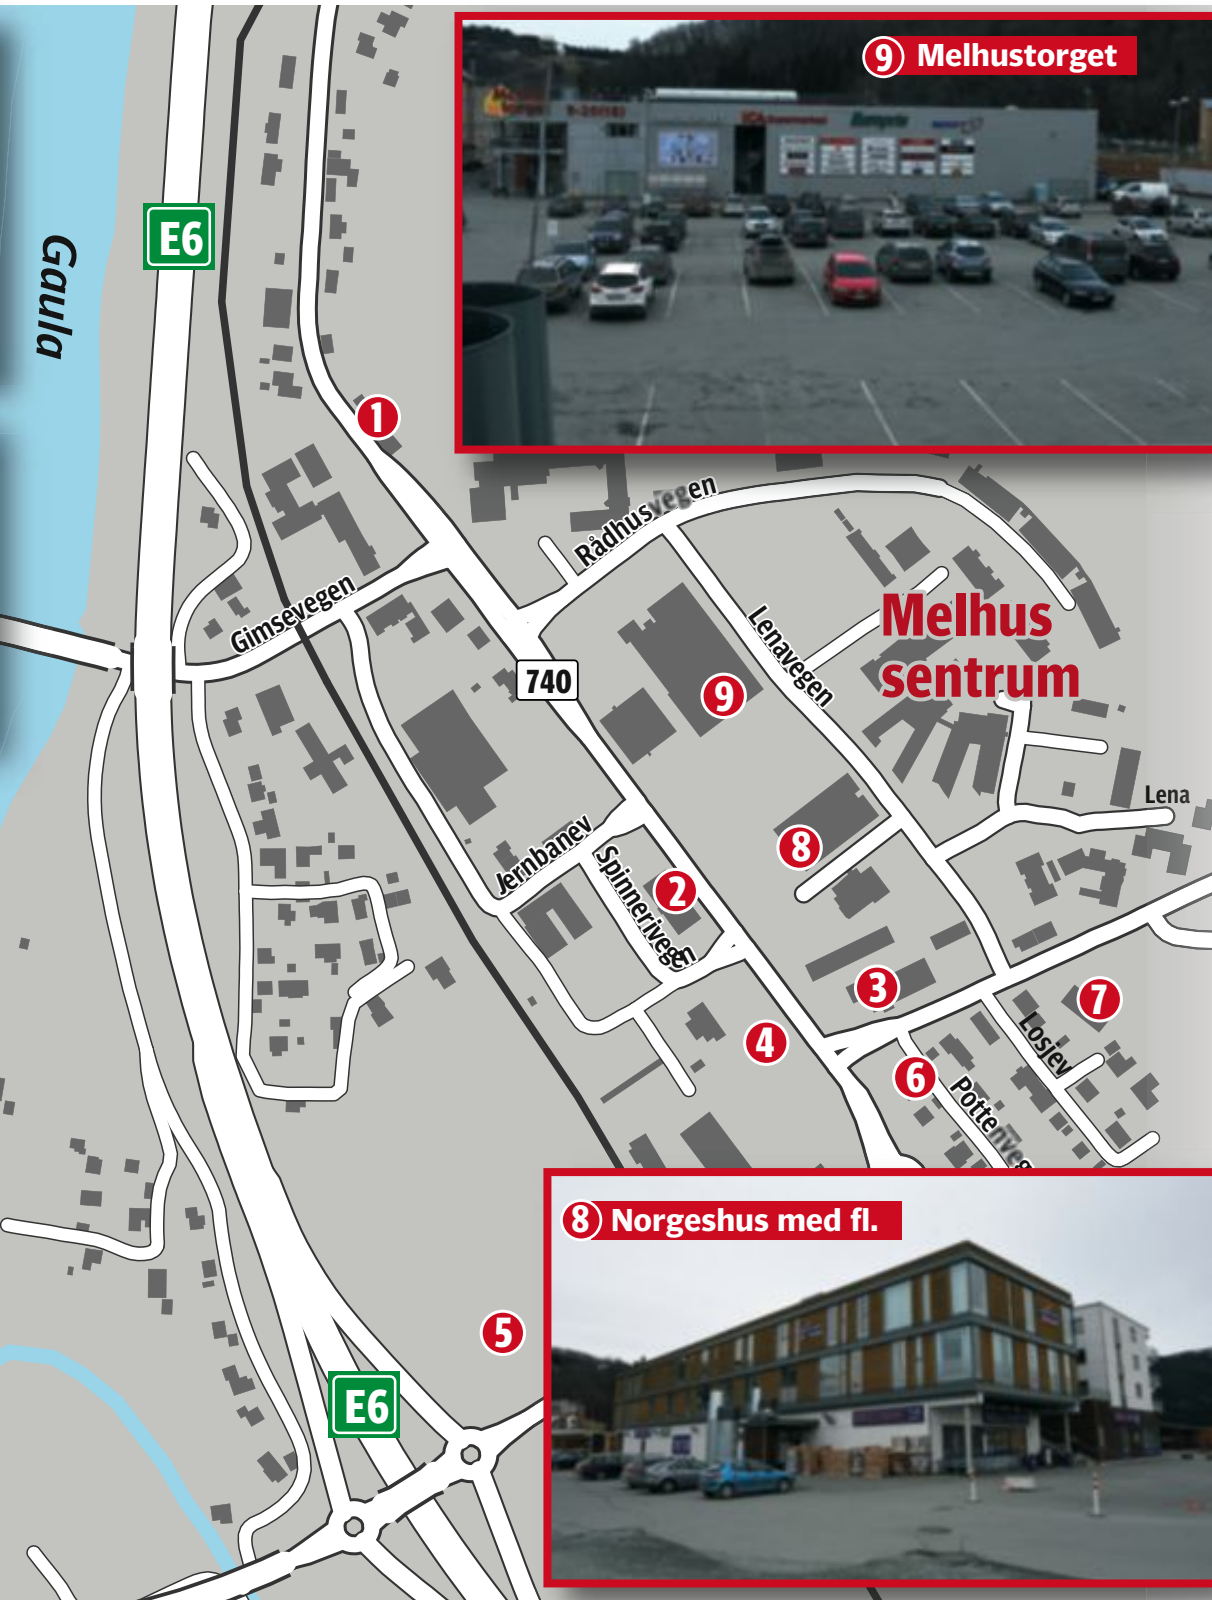 9 Melhustorget
E6
Gaula
1
Rådhusvegen
Gimsevegen
Lenavegen
Melhus
sentrum
740
9
Lena
Jernbanev
8
Spinnerivegen
2
3
7
4
Losjev
6
Pottenveg
8 Norgeshus med fl.
5
E6